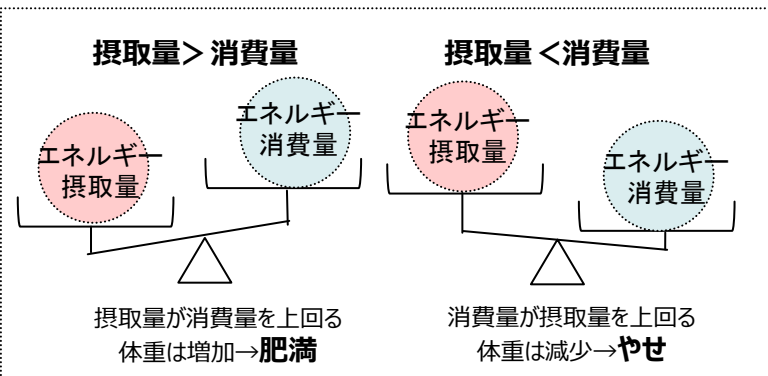 摂取量＞消費量
エネルギー
摂取量
エネルギー
消費量
摂取量が消費量を上回る
体重は増加→肥満
摂取量＜消費量
エネルギー
摂取量
エネルギー
消費量
消費量が摂取量を上回る
体重は減少→やせ